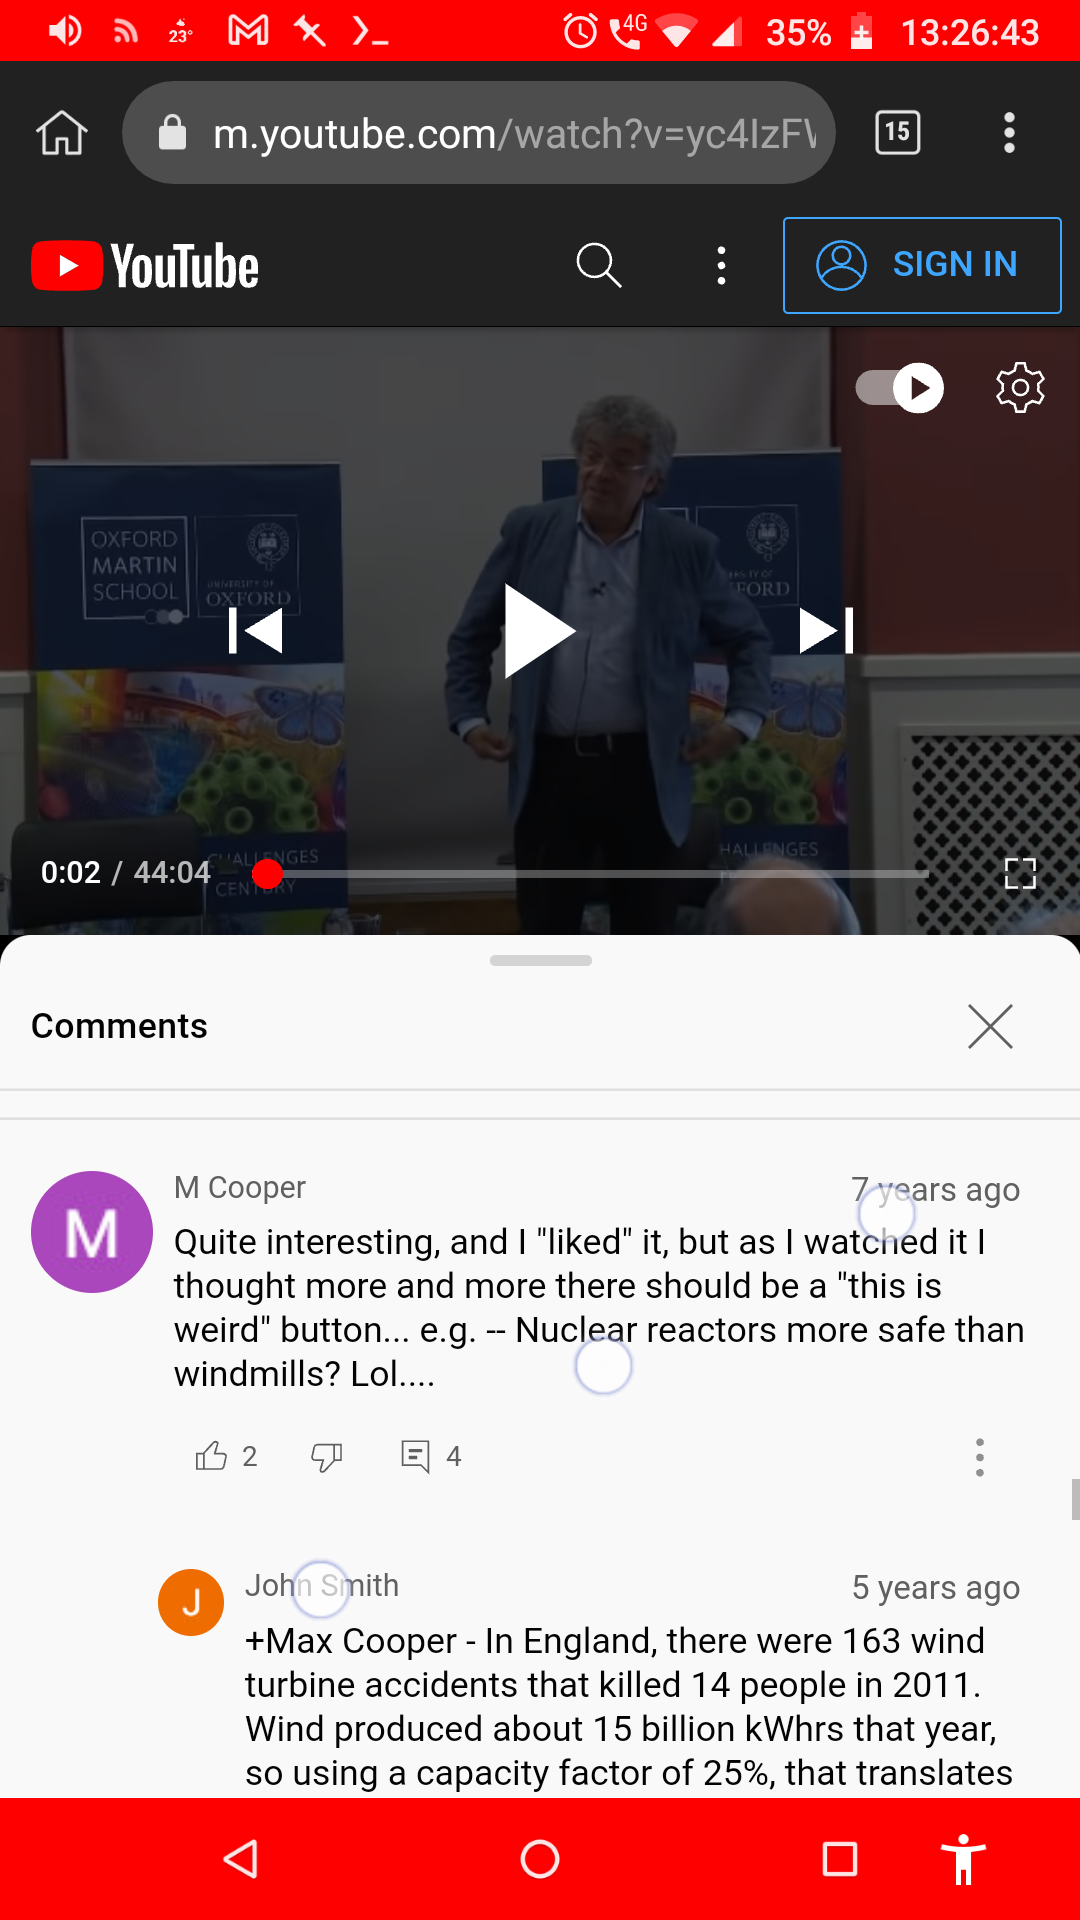 23°
4G
35%
13:26:43
m.youtube.com/watch?v=yc4IzFV
15
YouTube
SIGN IN
OXFORD
MARTIN
SCHOOL
UNIVERSITY OF
OXFORD
0:02 / 44:04
CHALLENGES
CENTURY
HALLENGES
Comments
M
M Cooper
7 years ago
Quite interesting, and I "liked" it, but as I watched it I
thought more and more there should be a "this is
weird" button... e.g. -- Nuclear reactors more safe than
windmills? Lol....
2
4
J
John Smith
5 years ago
+Max Cooper - In England, there were 163 wind
turbine accidents that killed 14 people in 2011.
Wind produced about 15 billion kWhrs that year,
so using a capacity factor of 25%, that translates